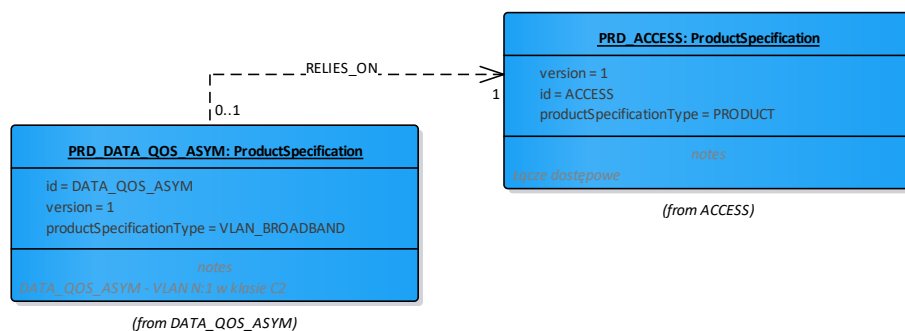 PRD_ACCESS: ProductSpecification
version = 1
id = ACCESS
productSpecificationType = PRODUCT
notes
łącze dostępowe
(from ACCESS)
RELIES_ON
1
0..1
PRD_DATA_QOS_ASYM: ProductSpecification
id = DATA_QOS_ASYM
version = 1
productSpecificationType = VLAN_BROADBAND
notes
DATA_QOS_ASYM - VLAN N:1 w klasie C2
(from DATA_QOS_ASYM)